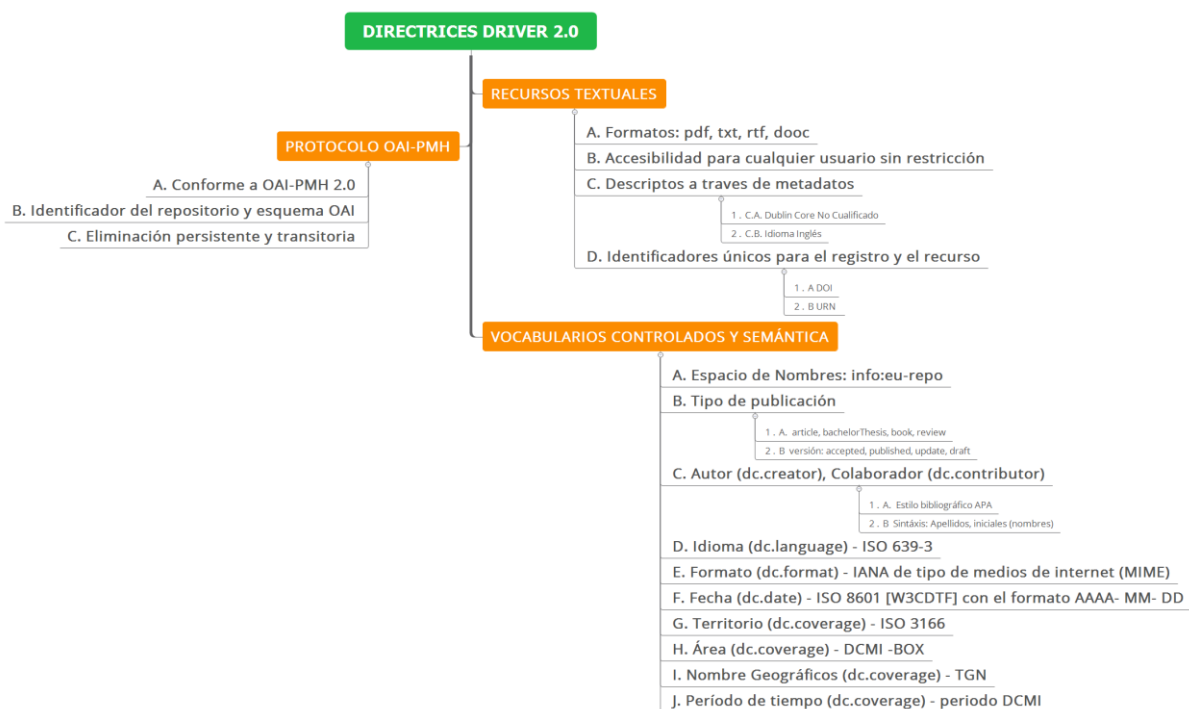 DIRECTRICES DRIVER 2.0
RECURSOS TEXTUALES
A. Formatos: pdf, txt, rtf, dooc
B. Accesibilidad para cualquier usuario sin restricción
C. Descriptos a traves de metadatos
1 . C.A. Dublin Core No Cualificado
2 . C.B. Idioma Inglés
D. Identificadores únicos para el registro y el recurso
1 . A DOI
2 . B URN
PROTOCOLO OAI-PMH
A. Conforme a OAI-PMH 2.0
B. Identificador del repositorio y esquema OAI
C. Eliminación persistente y transitoria
VOCABULARIOS CONTROLADOS Y SEMÁNTICA
A. Espacio de Nombres: info:eu-repo
B. Tipo de publicación
1 . A. article, bachelorThesis, book, review
2 . B versión: accepted, published, update, draft
C. Autor (dc.creator), Colaborador (dc.contributor)
1 . A. Estilo bibliográfico APA
2 . B Sintáxis: Apellidos, iniciales (nombres)
D. Idioma (dc.language) - ISO 639-3
E. Formato (dc.format) - IANA de tipo de medios de internet (MIME)
F. Fecha (dc.date) - ISO 8601 [W3CDTF] con el formato AAAA- MM- DD
G. Territorio (dc.coverage) - ISO 3166
H. Área (dc.coverage) - DCMI -BOX
I. Nombre Geográficos (dc.coverage) - TGN
J. Período de tiempo (dc.coverage) - periodo DCMI